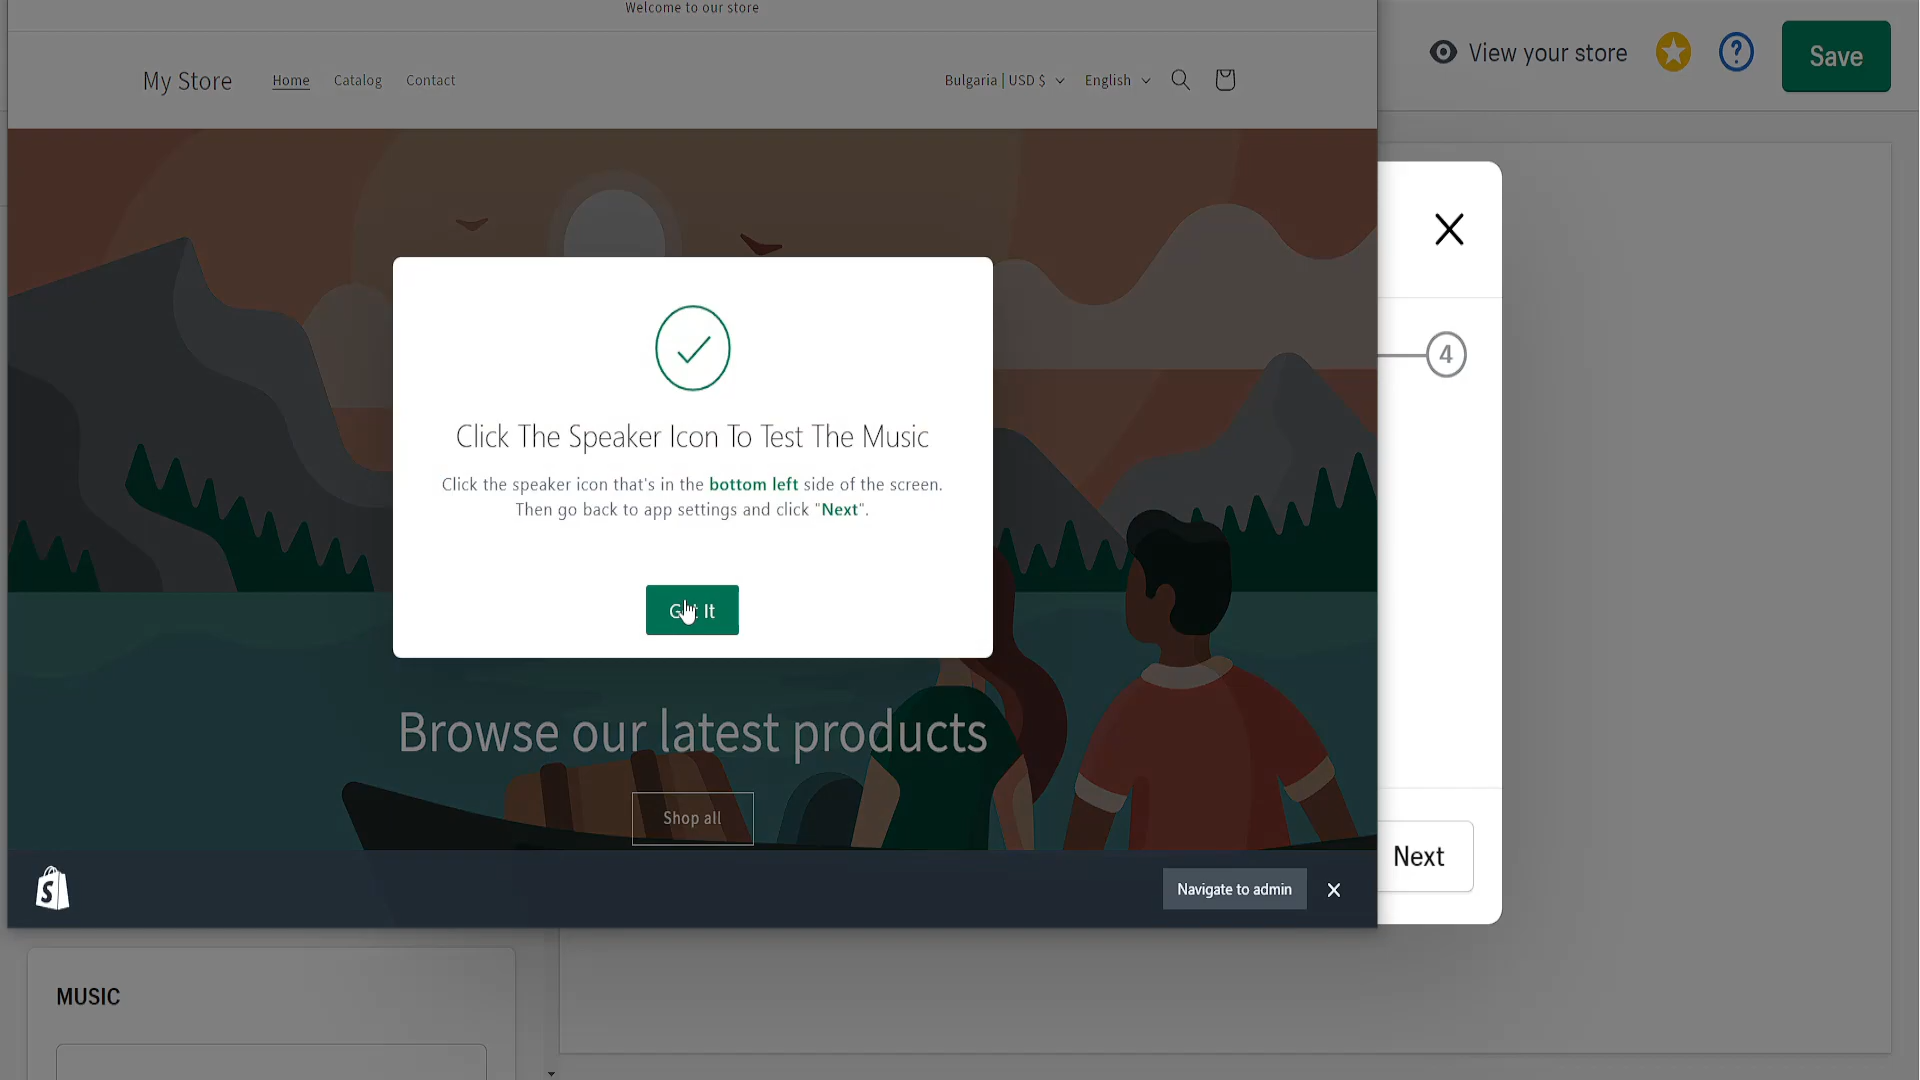 Welcome to our store
My Store
Home
Catalog
Contact
Bulgaria | USD $
English
View your store
Save
4
Click The Speaker Icon To Test The Music
Click the speaker icon that's in the bottom left side of the screen.
Then go back to app settings and click "Next".
Got It
Browse our latest products
Shop all
Next
Navigate to admin
MUSIC